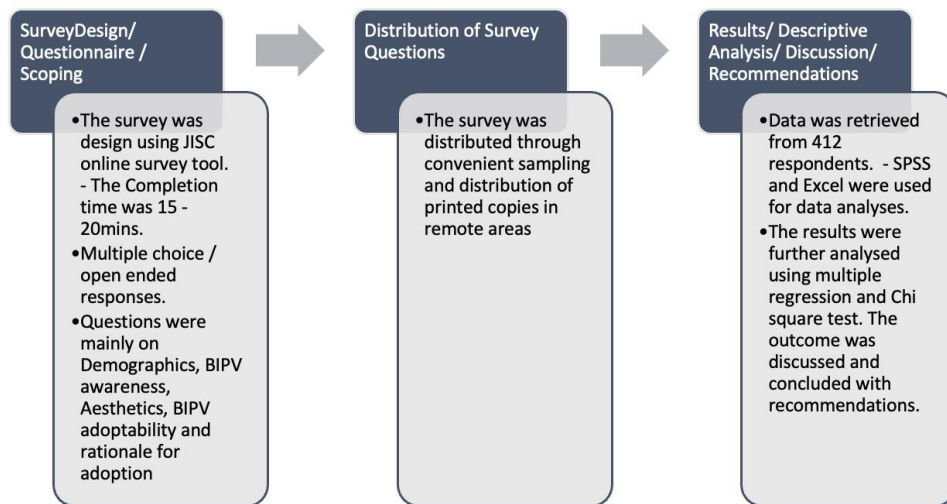 SurveyDesign/
Questionnaire /
Scoping
•The survey was
design using JISC
online survey tool.
- The Completion
time was 15 -
20mins.
•Multiple choice /
open ended
responses.
•Questions were
mainly on
Demographics, BIPV
awareness,
Aesthetics, BIPV
adoptability and
rationale for
adoption
Distribution of Survey
Questions
•The survey was
distributed through
convenient sampling
and distribution of
printed copies in
remote areas
Results/ Descriptive
Analysis/ Discussion/
Recommendations
•Data was retrieved
from 412
respondents.  - SPSS
and Excel were used
for data analyses.
•The results were
further analysed
using multiple
regression and Chi
square test. The
outcome was
discussed and
concluded with
recommendations.